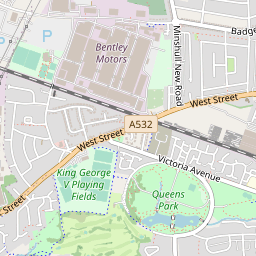 Badge
Minshull New Road
Bentley
Motors
P
P
West Street
A532
West Street
Victoria Avenue
King George
V Playing
Fields
Queens
Park
Street